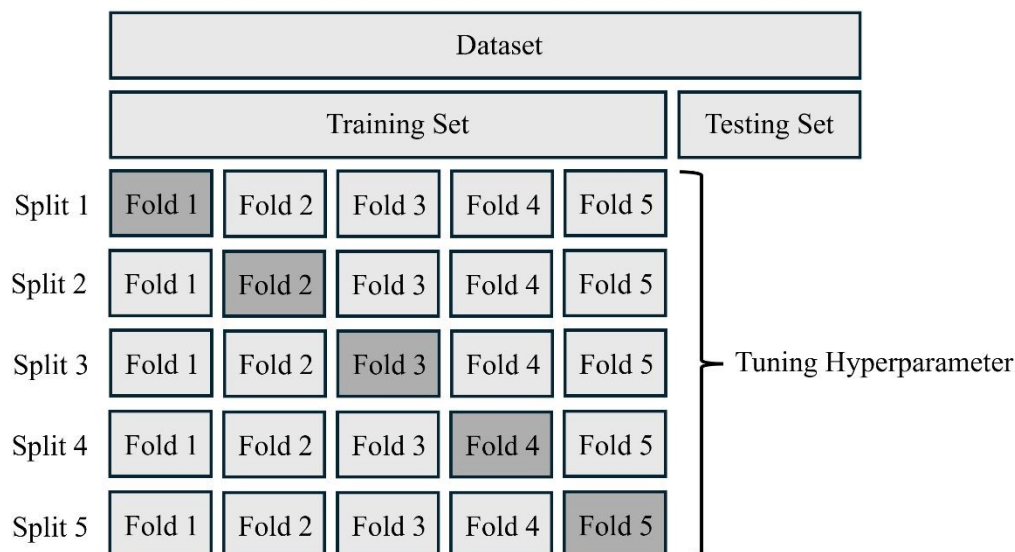 Dataset
Training Set Testing Set
Split 1 Fold 1 Fold 2 Fold 3 Fold 4 Fold 5
Split 2 Fold 1 Fold 2 Fold 3 Fold 4 Fold 5
Split 3 Fold 1 Fold 2 Fold 3 Fold 4 Fold 5 Tuning Hyperparameter
Split 4 Fold 1 Fold 2 Fold 3 Fold 4 Fold 5
Split 5 Fold 1 Fold 2 Fold 3 Fold 4 Fold 5